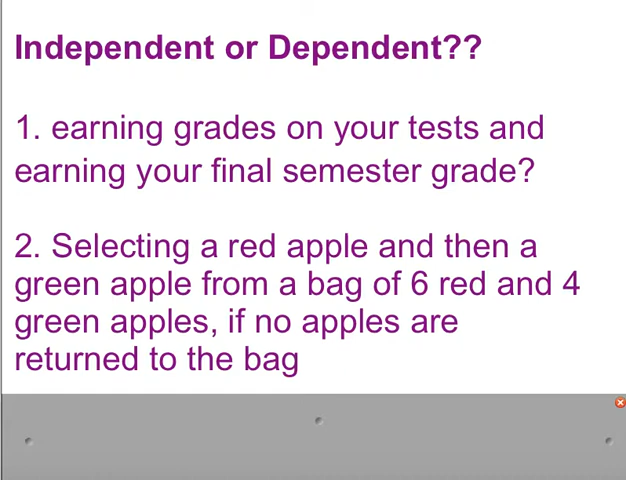 Independent or Dependent??
1. earning grades on your tests and
earning your final semester grade?
2. Selecting a red apple and then a
green apple from a bag of 6 red and 4
green apples, if no apples are
returned to the bag